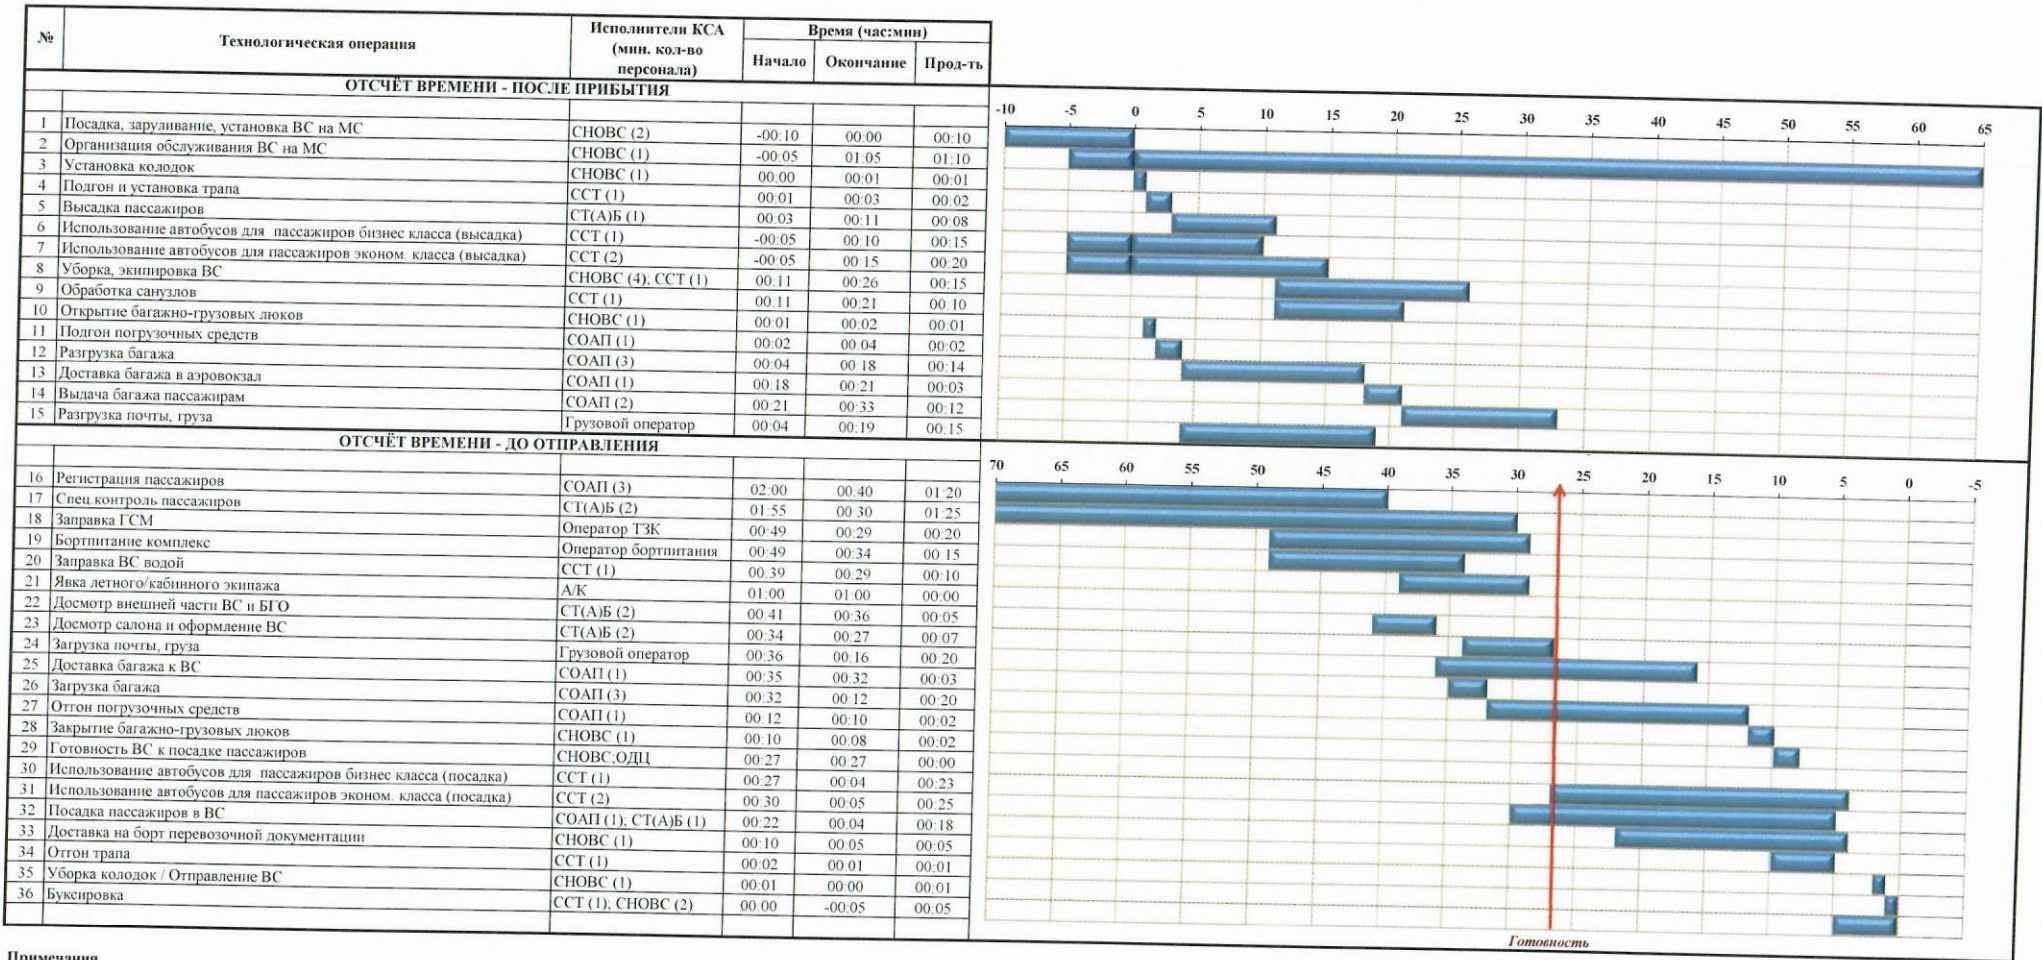 № Технологическая операция Исполнители КСА (мин. кол-во персонала) Время (час:мин)
Начало Окончание Прод-ть
ОТСЧЁТ ВРЕМЕНИ - ПОСЛЕ ПРИБЫТИЯ
-10 -5 0 5 10 15 20 25 30 35 40 45 50 55 60 65
1 Посадка, заруливание, установка ВС на МС СНОВС (2) -00:10 00:00 00:10
2 Организация обслуживания ВС на МС СНОВС (1) -00:05 01:05 01:10
3 Установка колодок СНОВС (1) 00:00 00:01 00:01
4 Подгон и установка трапа ССТ (1) 00:01 00:03 00:02
5 Высадка пассажиров СТ(А)Б (1) 00:03 00:11 00:08
6 Использование автобусов для пассажиров бизнес класса (высадка) ССТ (1) -00:05 00:10 00:15
7 Использование автобусов для пассажиров эконом. класса (высадка) ССТ (2) -00:05 00:15 00:20
8 Уборка, экипировка ВС СНОВС (4); ССТ (1) 00:11 00:26 00:15
9 Обработка санузлов ССТ (1) 00:11 00:21 00:10
10 Открытие багажно-грузовых люков СНОВС (1) 00:01 00:02 00:01
11 Подгон погрузочных средств СОАП (1) 00:02 00:04 00:02
12 Разгрузка багажа СОАП (3) 00:04 00:18 00:14
13 Доставка багажа в аэровокзал СОАП (1) 00:18 00:21 00:03
14 Выдача багажа пассажирам СОАП (2) 00:21 00:33 00:12
15 Разгрузка почты, груза Грузовой оператор 00:04 00:19 00:15
ОТСЧЁТ ВРЕМЕНИ - ДО ОТПРАВЛЕНИЯ
70 65 60 55 50 45 40 35 30 25 20 15 10 5 0 -5
16 Регистрация пассажиров СОАП (3) 02:00 00:40 01:20
17 Спец.контроль пассажиров СТ(А)Б (2) 01:55 00:30 01:25
18 Заправка ГСМ Оператор ТЗК 00:49 00:29 00:20
19 Бортпитание комплекс Оператор бортпитания 00:49 00:34 00:15
20 Заправка ВС водой ССТ (1) 00:39 00:29 00:10
21 Явка летного/кабинного экипажа А/К 01:00 01:00 00:00
22 Досмотр внешней части ВС и БГО СТ(А)Б (2) 00:41 00:36 00:05
23 Досмотр салона и оформление ВС СТ(А)Б (2) 00:34 00:27 00:07
24 Загрузка почты, груза Грузовой оператор 00:36 00:16 00:20
25 Доставка багажа к ВС СОАП (1) 00:35 00:32 00:03
26 Загрузка багажа СОАП (3) 00:32 00:12 00:20
27 Отгон погрузочных средств СОАП (1) 00:12 00:10 00:02
28 Закрытие багажно-грузовых люков СНОВС (1) 00:10 00:08 00:02
29 Готовность ВС к посадке пассажиров СНОВС;ОДЦ 00:27 00:27 00:00
30 Использование автобусов для пассажиров бизнес класса (посадка) ССТ (1) 00:27 00:04 00:23
31 Использование автобусов для пассажиров эконом. класса (посадка) ССТ (2) 00:30 00:05 00:25
32 Посадка пассажиров в ВС СОАП (1); СТ(А)Б (1) 00:22 00:04 00:18
33 Доставка на борт перевозочной документации СНОВС (1) 00:10 00:05 00:05
34 Отгон трапа ССТ (1) 00:02 00:01 00:01
35 Уборка колодок / Отправление ВС СНОВС (1) 00:01 00:00 00:01
36 Буксировка ССТ (1); СНОВС (2) 00:00 -00:05 00:05
Готовность
Примечания